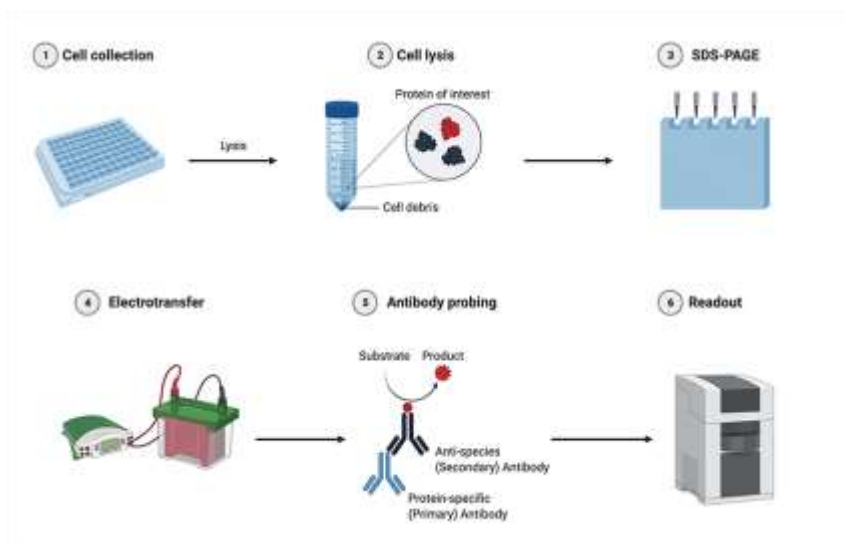 1 Cell collection
2 Cell lysis
3 SDS-PAGE
Protein of interest
Lysis
Cell debris
4 Electrotransfer
5 Antibody probing
6 Readout
Substrate Product
Anti-species
(Secondary) Antibody
Protein-specific
(Primary) Antibody